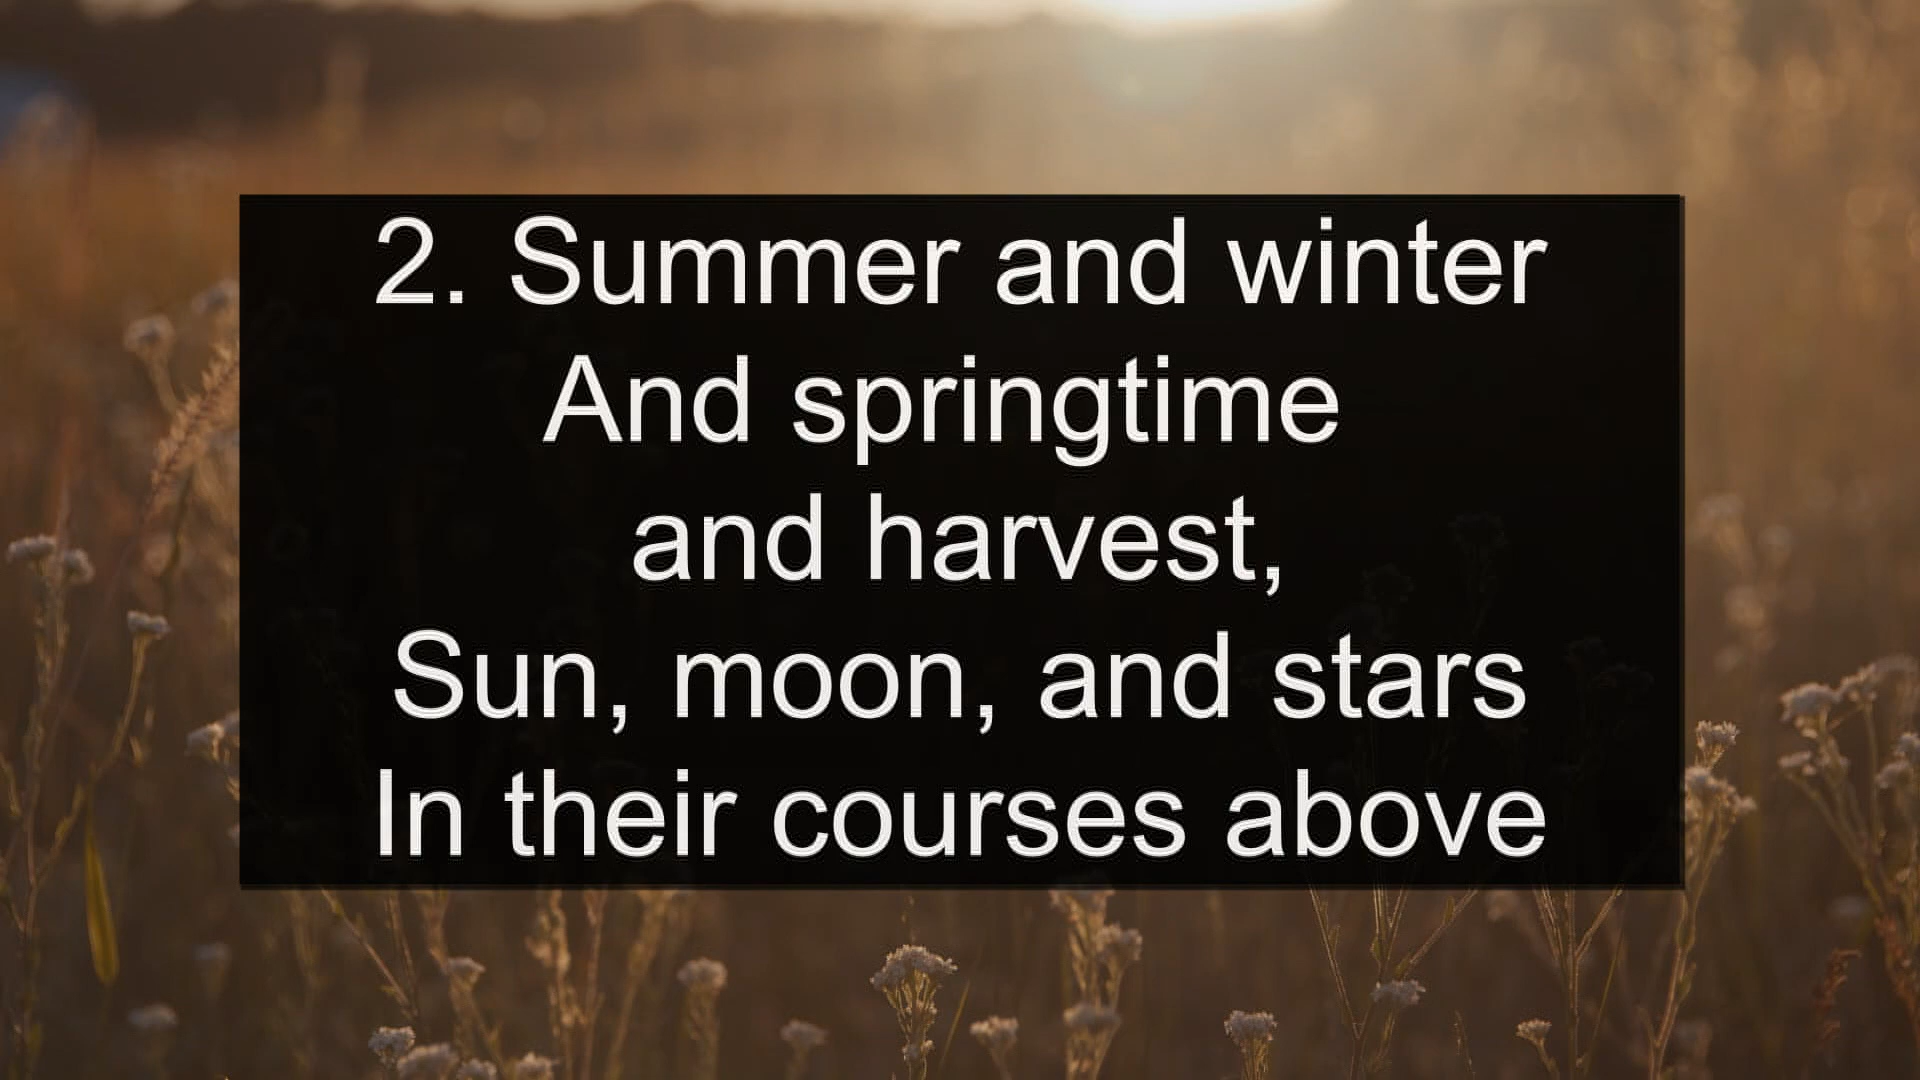 2. Summer and winter
And springtime
and harvest,
Sun, moon, and stars
In their courses above